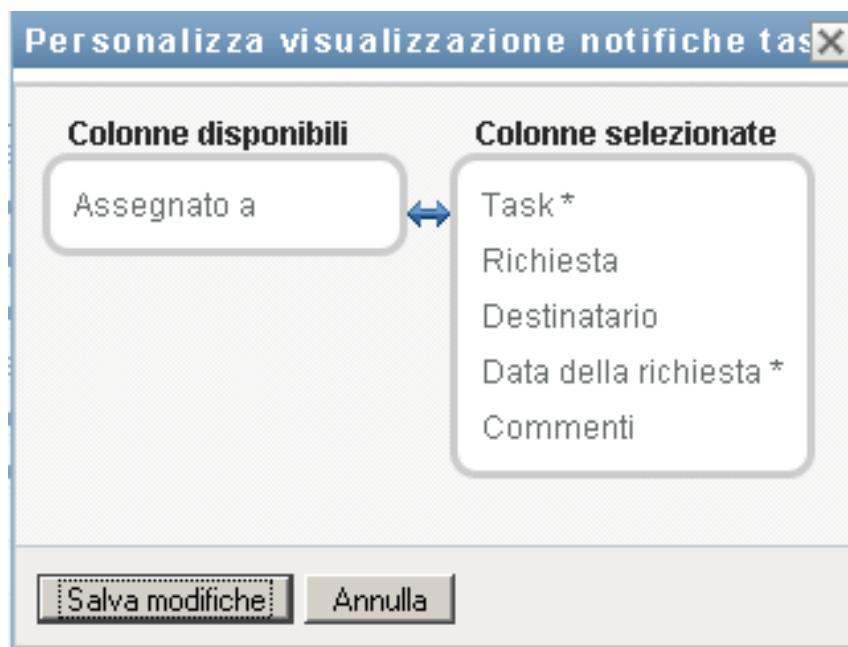 Personalizza visualizzazione notifiche tas
Colonne disponibili
Colonne selezionate
Assegnato a
Task *
Richiesta
Destinatario
Data della richiesta *
Commenti
Salva modifiche
Annulla